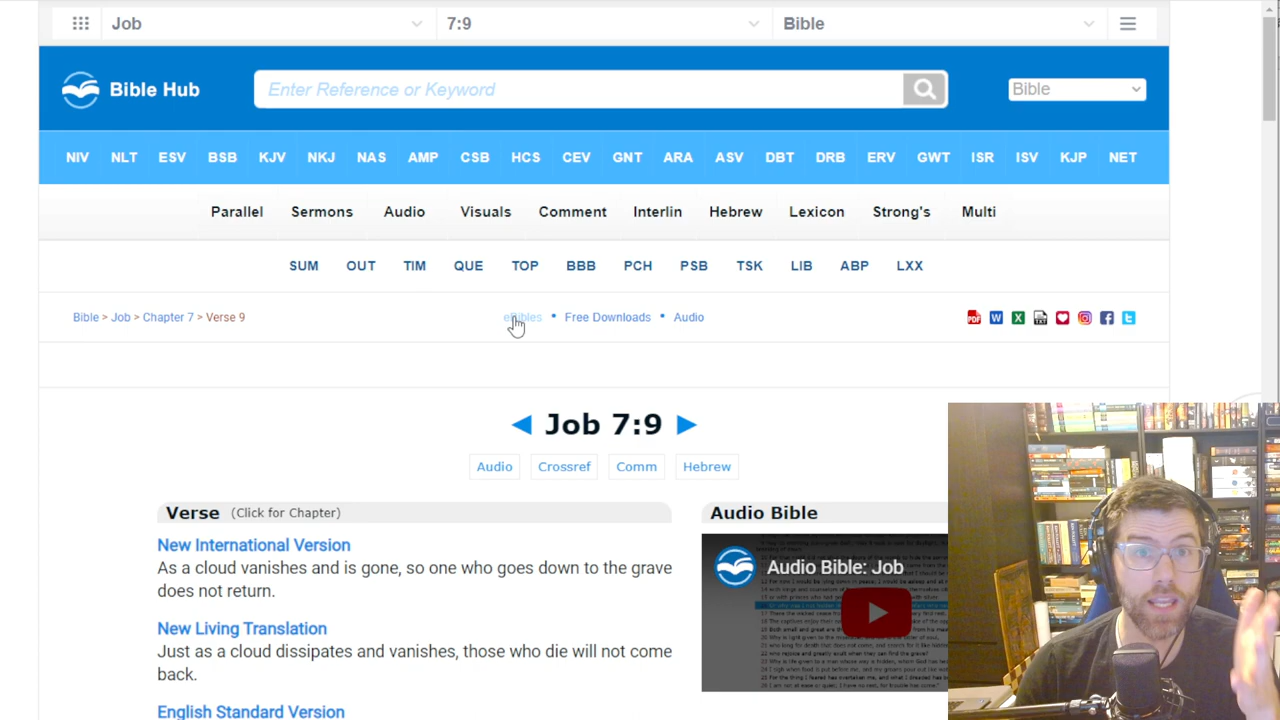 Job 7:9 Bible
Bible Hub Enter Reference or Keyword Bible
NIV NLT ESV BSB KJV NKJ NAS AMP CSB HCS CEV GNT ARA ASV DBT DRB ERV GWT ISR ISV KJP NET
Parallel Sermons Audio Visuals Comment Interlin Hebrew Lexicon Strong's Multi
SUM OUT TIM QUE TOP BBB PCH PSB TSK LIB ABP LXX
Bible > Job > Chapter 7 > Verse 9 eBibles • Free Downloads • Audio
◄ Job 7:9 ►
Audio Crossref Comm Hebrew
Verse (Click for Chapter)
New International Version
As a cloud vanishes and is gone, so one who goes down to the grave
does not return.
New Living Translation
Just as a cloud dissipates and vanishes, those who die will not come
back.
English Standard Version
Audio Bible
Audio Bible: Job